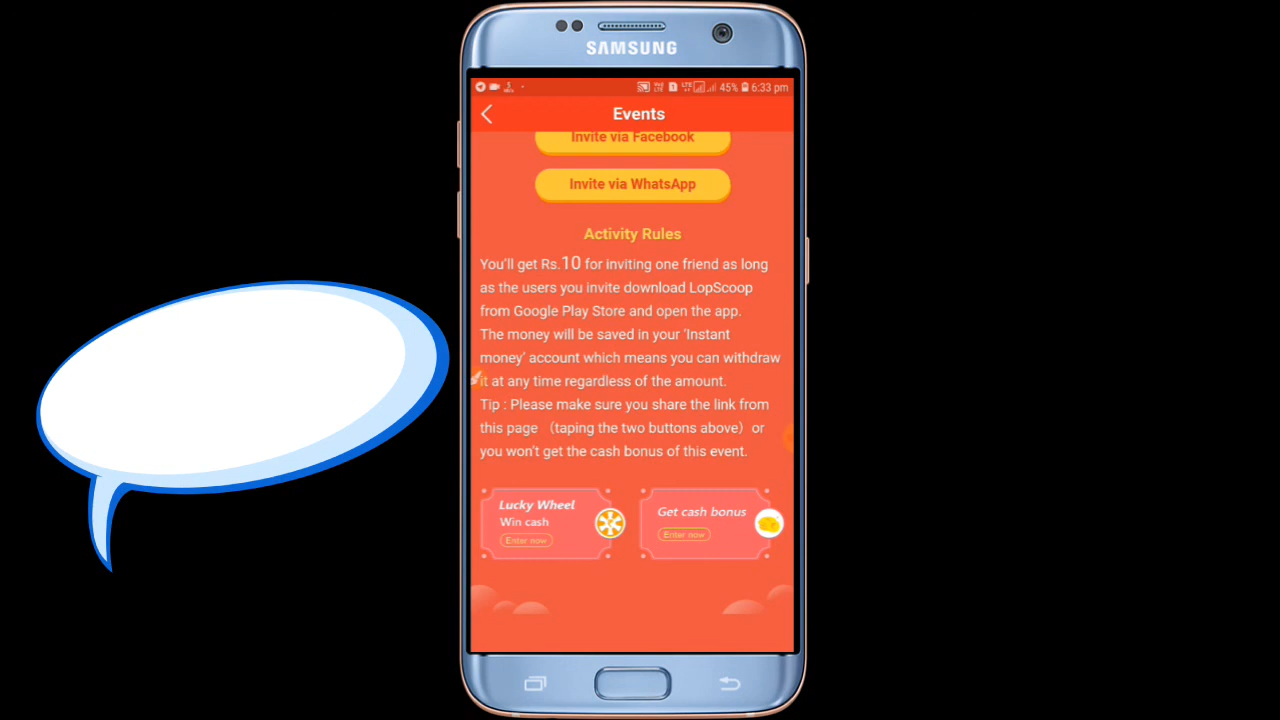 SAMSUNG
45% 6:33 pm
Events
Invite via Facebook
Invite via WhatsApp
Activity Rules
You'll get Rs.10 for inviting one friend as long
as the users you invite download LopScoop
from Google Play Store and open the app.
The money will be saved in your 'Instant
money' account which means you can withdraw
it at any time regardless of the amount.
Tip : Please make sure you share the link from
this page （taping the two buttons above）or
you won't get the cash bonus of this event.
Lucky Wheel
Win cash
Enter now
Get cash bonus
Enter now